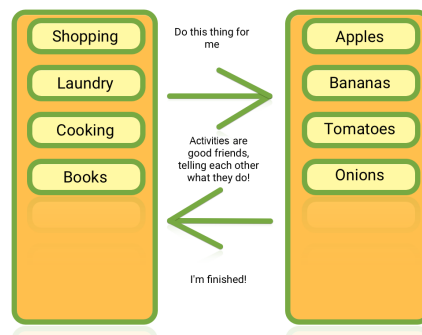 Shopping
Laundry
Cooking
Books
Do this thing for
me
Activities are
good friends,
telling each other
what they do!
I'm finished!
Apples
Bananas
Tomatoes
Onions